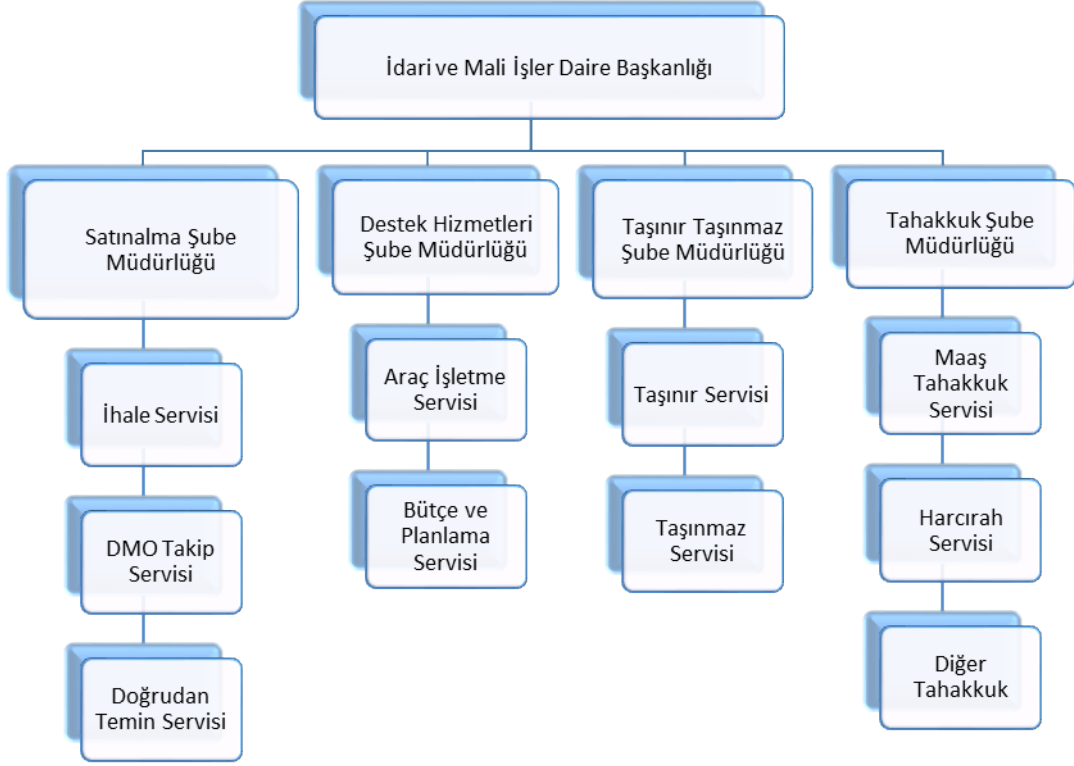 İdari ve Mali İşler Daire Başkanlığı
Satınalma Şube
Müdürlüğü
Destek Hizmetleri
Şube Müdürlüğü
Taşınır Taşınmaz
Şube Müdürlüğü
Tahakkuk Şube
Müdürlüğü
İhale Servisi
Araç İşletme
Servisi
Taşınır Servisi
Maaş
Tahakkuk
Servisi
DMO Takip
Servisi
Bütçe ve
Planlama
Servisi
Taşınmaz
Servisi
Harcırah
Servisi
Doğrudan
Temin Servisi
Diğer
Tahakkuk